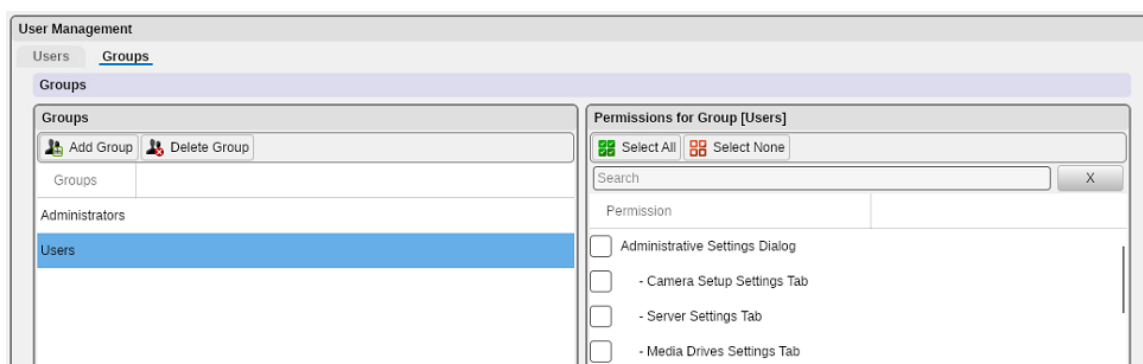 User Management
Users Groups
Groups
Groups
Add Group Delete Group
Groups
Administrators
Users
Permissions for Group [Users]
Select All Select None
Search X
Permission
Administrative Settings Dialog
- Camera Setup Settings Tab
- Server Settings Tab
- Media Drives Settings Tab